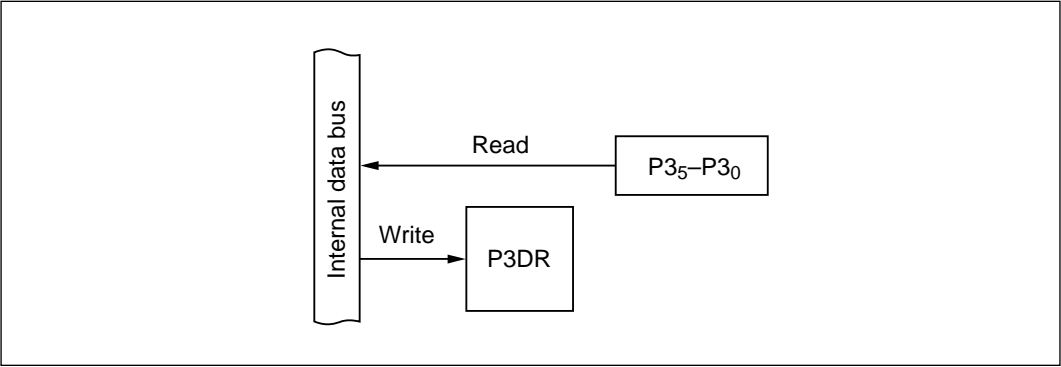 Internal data bus
Read
P3₅–P3₀
Write
P3DR